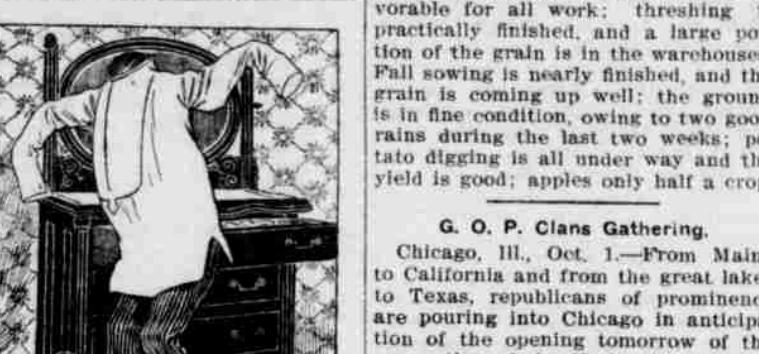 vorable for all work; threshing
practically finished, and a large po
tion of the grain is in the warehouse
Fall sowing is nearly finished, and th
grain is coming up well; the groun
is in fine condition, owing to two goo
rains during the last two weeks; po
tato digging is all under way and th
yield is good; apples only half a crop
G. O. P. Clans Gathering.
Chicago, Ill., Oct. 1.—From Main
to California and from the great lake
to Texas, republicans of prominenc
are pouring into Chicago in anticipa
tion of the opening tomorrow of th